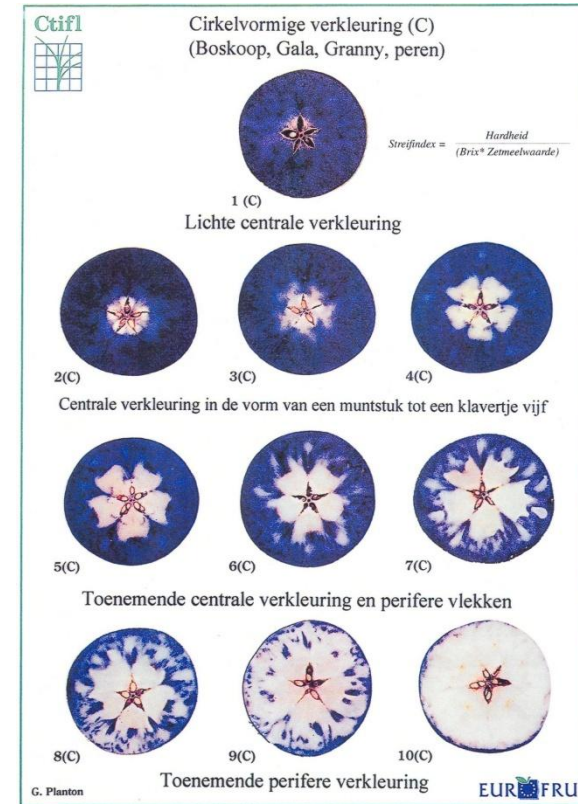 Ctifl
Cirkelvormige verkleuring (C)
(Boskoop, Gala, Granny, peren)
Streifindex = Hardheid
(Brix* Zetmeelwaarde)
1 (C)
Lichte centrale verkleuring
2(C) 3(C) 4(C)
Centrale verkleuring in de vorm van een muntstuk tot een klavertje vijf
5(C) 6(C) 7(C)
Toenemende centrale verkleuring en perifere vlekken
8(C) 9(C) 10(C)
Toenemende perifere verkleuring
G. Planton
EUROFRU